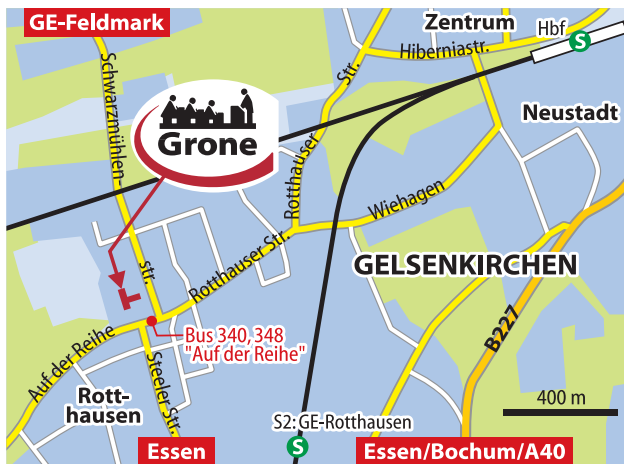 GE-Feldmark
Zentrum
Hbf
S
Hiberniastr.
Schwarzmühlen-
str.
Grone
Neustadt
Rotthauser
Str.
Wiehagen
Rotthauser Str.
GELSENKIRCHEN
B227
Auf der Reihe
Bus 340, 348
"Auf der Reihe"
Steeler Str.
Rott-
hausen
400 m
S2: GE-Rotthausen
S
Essen
Essen/Bochum/A40